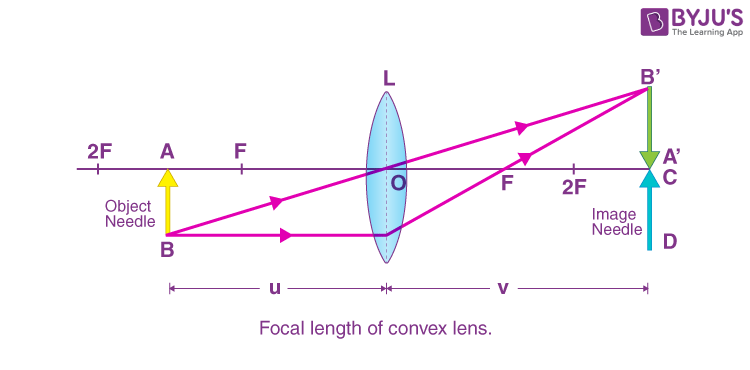 BYJU'S
The Learning App
L
B'
2F
A
F
A'
O
F
2F
C
Object
Needle
Image
Needle
B
D
u
v
Focal length of convex lens.